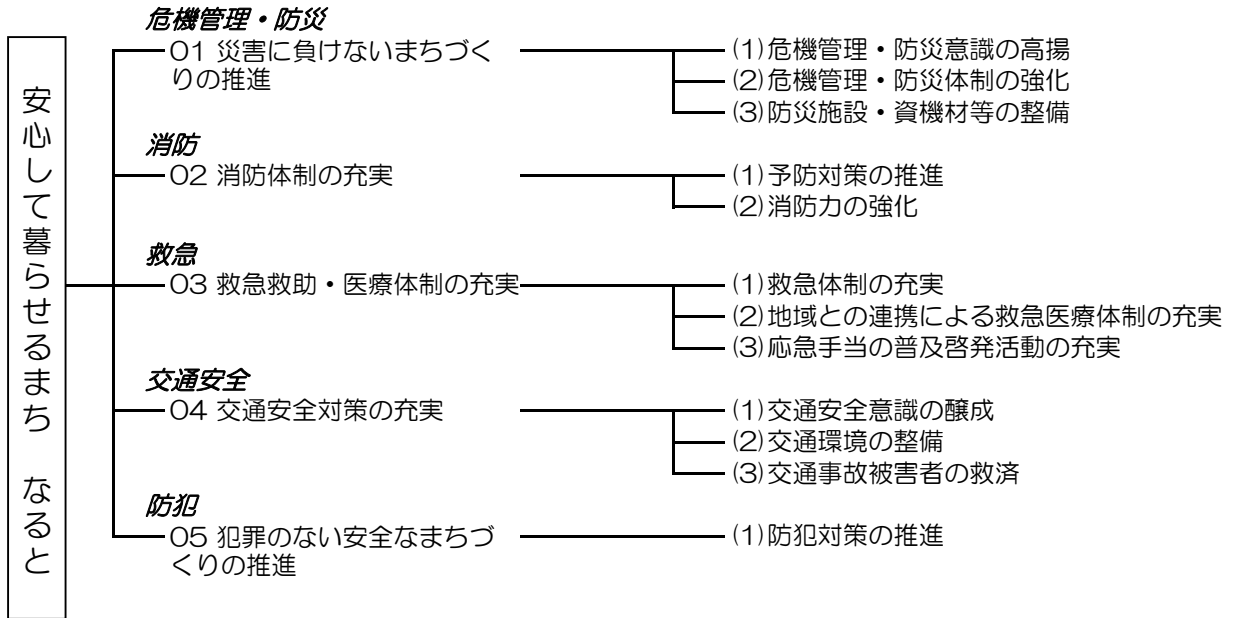 安心して暮らせるまち なると
危機管理・防災
01 災害に負けないまちづく
りの推進
(1)危機管理・防災意識の高揚
(2)危機管理・防災体制の強化
(3)防災施設・資機材等の整備
消防
02 消防体制の充実
(1)予防対策の推進
(2)消防力の強化
救急
03 救急救助・医療体制の充実
(1)救急体制の充実
(2)地域との連携による救急医療体制の充実
(3)応急手当の普及啓発活動の充実
交通安全
04 交通安全対策の充実
(1)交通安全意識の醸成
(2)交通環境の整備
(3)交通事故被害者の救済
防犯
05 犯罪のない安全なまちづ
くりの推進
(1)防犯対策の推進